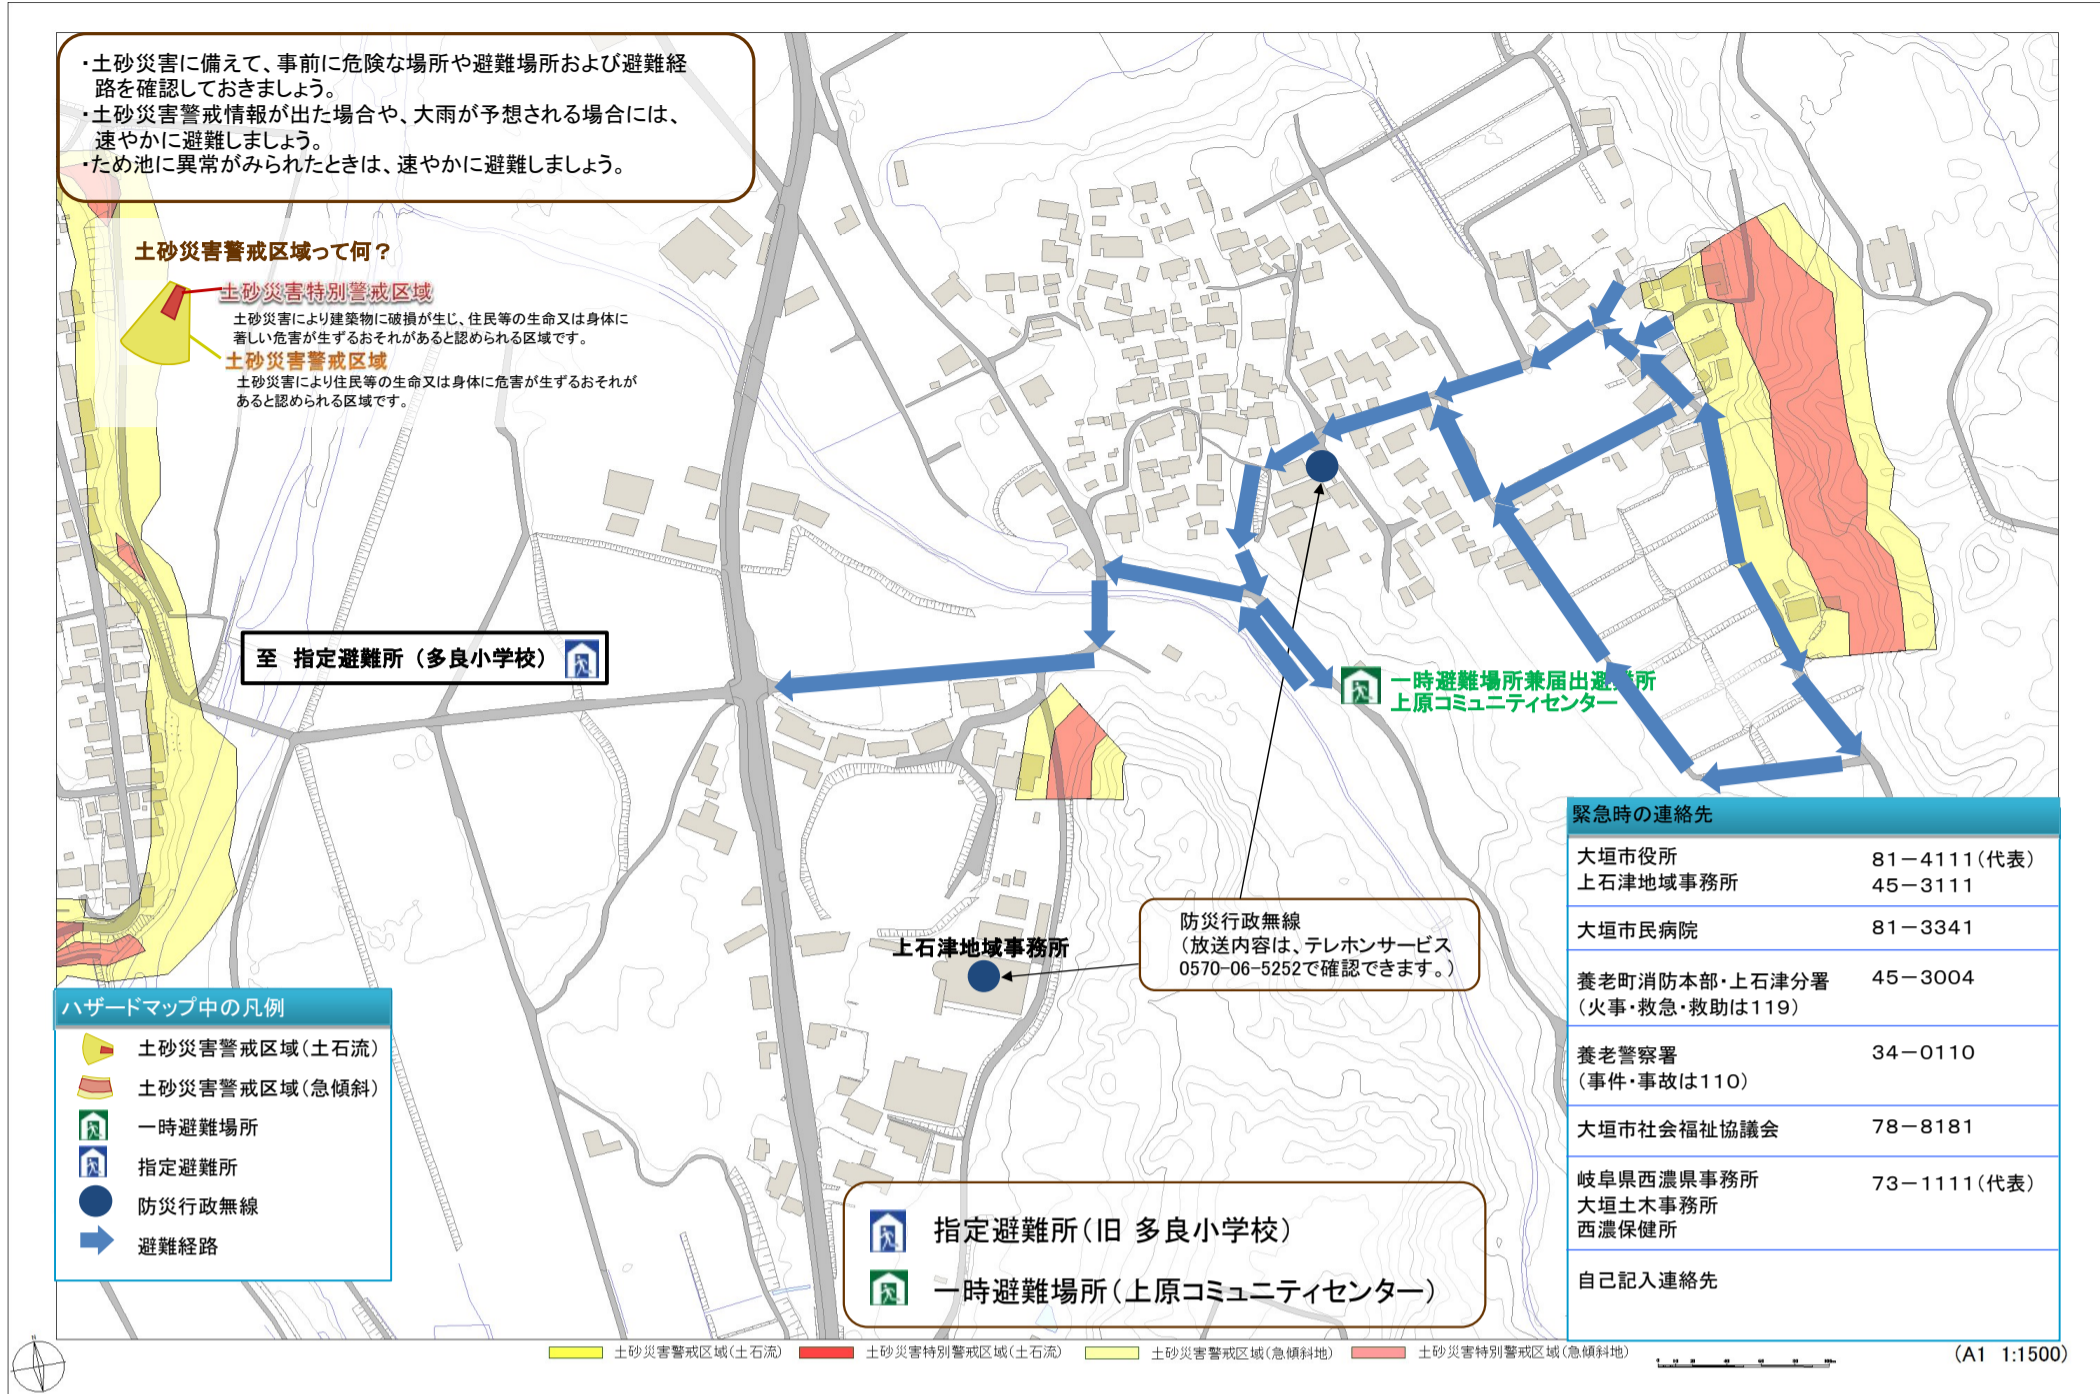 ・土砂災害に備えて、事前に危険な場所や避難場所および避難経
路を確認しておきましょう。
・土砂災害警戒情報が出た場合や、大雨が予想される場合には、
速やかに避難しましょう。
・ため池に異常がみられたときは、速やかに避難しましょう。
土砂災害警戒区域って何？
土砂災害特別警戒区域
土砂災害により建築物に破損が生じ、住民等の生命又は身体に
著しい危害が生ずるおそれがあると認められる区域です。
土砂災害警戒区域
土砂災害により住民等の生命又は身体に危害が生ずるおそれが
あると認められる区域です。
至 指定避難所（多良小学校）
一時避難場所兼届出避難所
上原コミュニティセンター
上石津地域事務所
防災行政無線
（放送内容は、テレホンサービス
0570-06-5252で確認できます。）
緊急時の連絡先
大垣市役所 81－4111（代表）
上石津地域事務所 45－3111
大垣市民病院 81－3341
養老町消防本部・上石津分署 45－3004
（火事・救急・救助は119）
養老警察署 34－0110
（事件・事故は110）
大垣市社会福祉協議会 78－8181
岐阜県西濃県事務所 73－1111（代表）
大垣土木事務所
西濃保健所
自己記入連絡先
ハザードマップ中の凡例
土砂災害警戒区域（土石流）
土砂災害警戒区域（急傾斜）
一時避難場所
指定避難所
防災行政無線
避難経路
指定避難所（旧 多良小学校）
一時避難場所（上原コミュニティセンター）
N
土砂災害警戒区域（土石流） 土砂災害特別警戒区域（土石流） 土砂災害警戒区域（急傾斜地） 土砂災害特別警戒区域（急傾斜地）
（A1 1:1500）